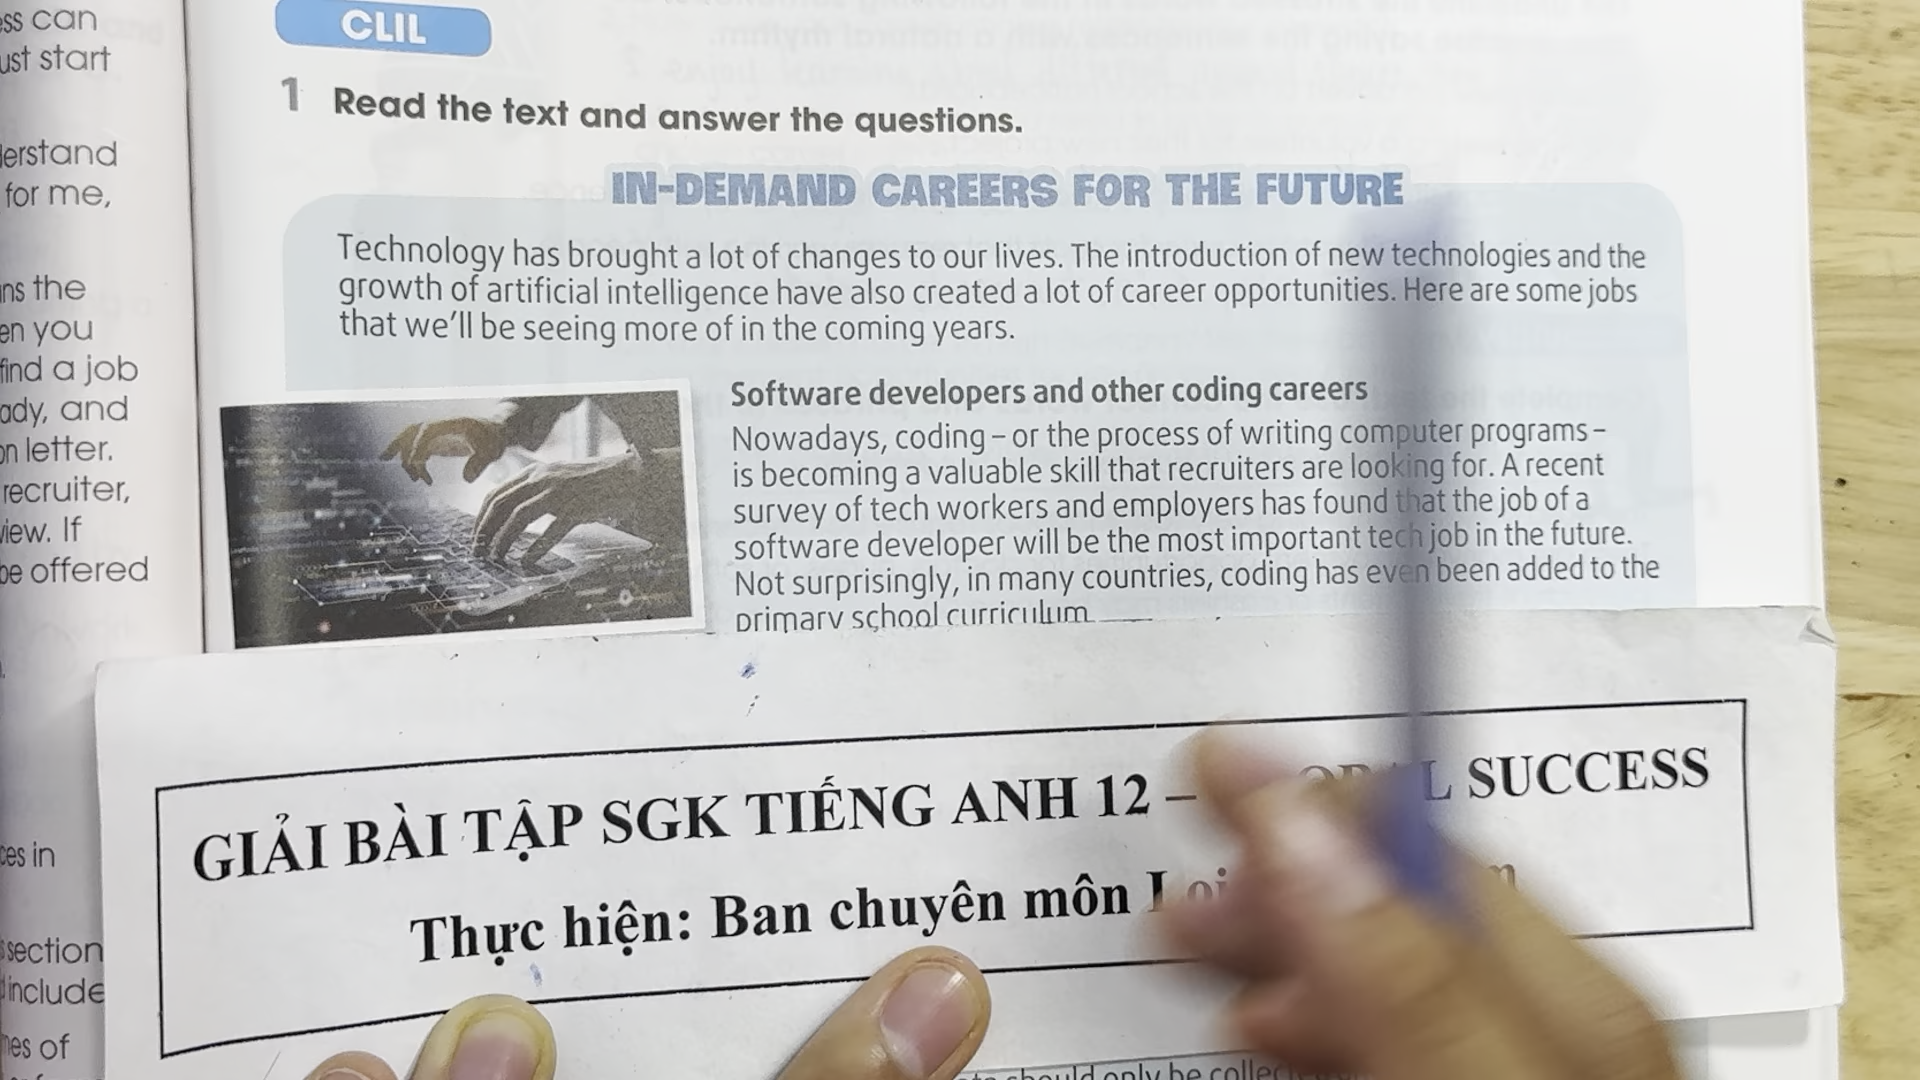 can
ust start
derstand
for me,
the
en you
find a job
ady, and
letter.
recruiter,
view. If
be offered
in
section
include
of
CLIL
1 Read the text and answer the questions.
IN-DEMAND CAREERS FOR THE FUTURE
Technology has brought a lot of changes to our lives. The introduction of new technologies and the
growth of artificial intelligence have also created a lot of career opportunities. Here are some jobs
that we'll be seeing more of in the coming years.
Software developers and other coding careers
Nowadays, coding – or the process of writing computer programs –
is becoming a valuable skill that recruiters are looking for. A recent
survey of tech workers and employers has found that the job of a
software developer will be the most important tech job in the future.
Not surprisingly, in many countries, coding has even been added to the
primary school curriculum
GIẢI BÀI TẬP SGK TIẾNG ANH 12 – SUCCESS
Thực hiện: Ban chuyên môn
should only be